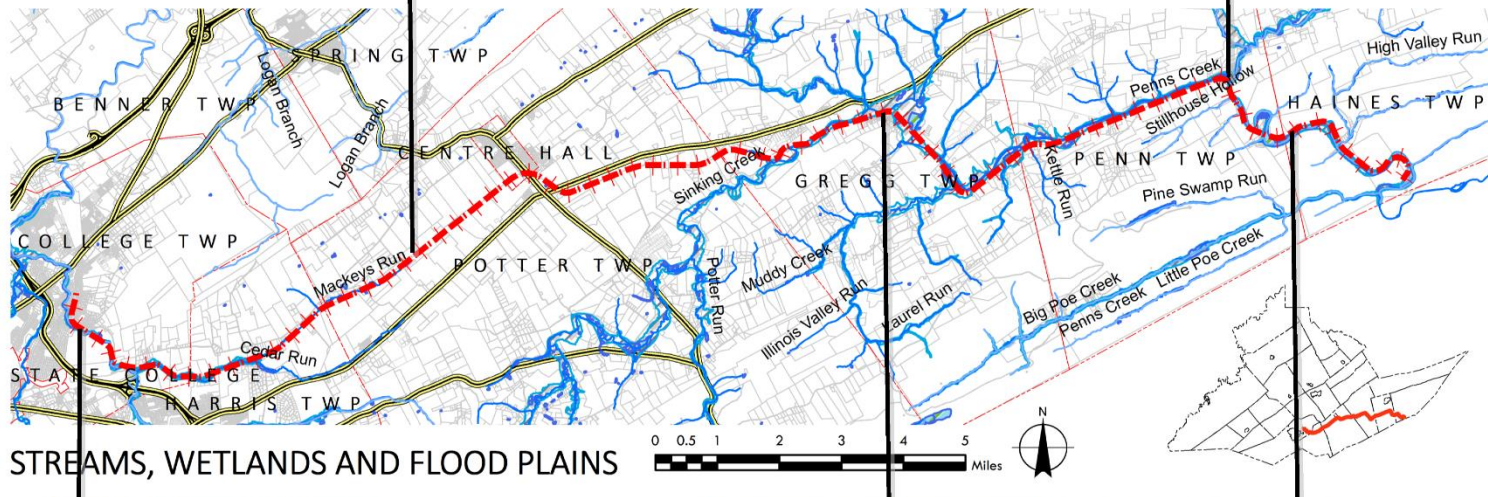 High Valley Run
SPRING TWP
Logan Branch
Penns Creek
BENNER TWP
Stillhouse Hollow
HAINES TWP
Logan Branch
CENTRE HALL
Kettle Run
PENN TWP
Sinking Creek
GREGG TWP
Pine Swamp Run
COLLEGE TWP
Mackeys Run
POTTER TWP
Potter Run
Muddy Creek
Little Poe Creek
Big Poe Creek
Penns Creek
Illinois Valley Run
Laurel Run
Cedar Run
STATE COLLEGE
HARRIS TWP
N
0 0.5 1 2 3 4 5
Miles
STREAMS, WETLANDS AND FLOOD PLAINS